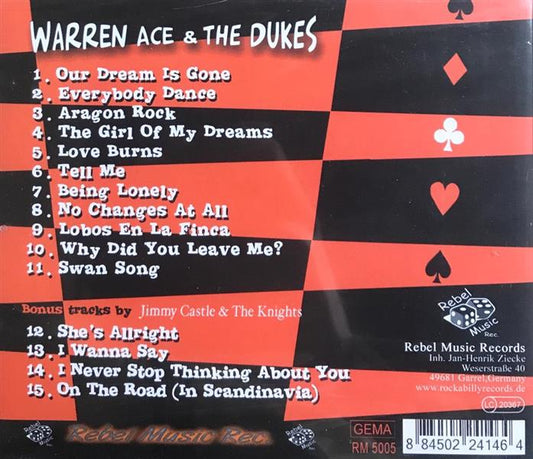 WARREN ACE & THE DUKES
1. Our Dream Is Gone
2. Everybody Dance
3. Aragon Rock
4. The Girl Of My Dreams
5. Love Burns
6. Tell Me
7. Being Lonely
8. No Changes At All
9. Lobos En La Finca
10. Why Did You Leave Me?
11. Swan Song
Bonus tracks by Jimmy Castle & The Knights
12. She's Allright
13. I Wanna Say
14. I Never Stop Thinking About You
15. On The Road (In Scandinavia)
Rebel Music Rec.
Rebel Music Records
Inh. Jan-Henrik Ziecke
Weserstraße 40
49681 Garrel,Germany
www.rockabillyrecords.de
LC 20367
Rebel Music Rec.
GEMA
RM 5005
8 84502 24146 4